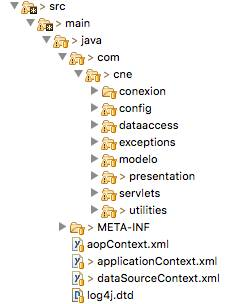 > src
> main
> java
> com
> cne
conexion
config
dataaccess
exceptions
modelo
> presentation
servlets
> utilities
> META-INF
aopContext.xml
> applicationContext.xml
> dataSourceContext.xml
log4j.dtd